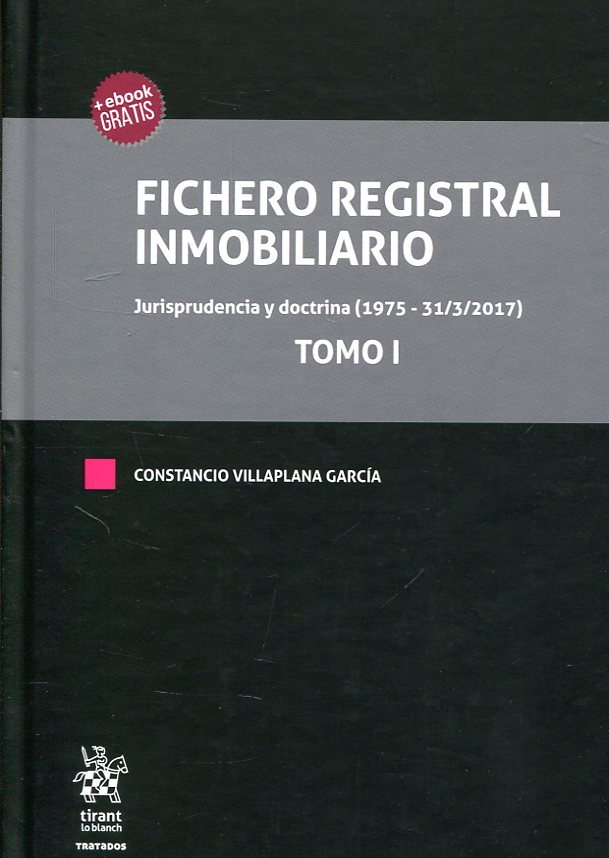 + ebook
GRATIS
FICHERO REGISTRAL
INMOBILIARIO
Jurisprudencia y doctrina (1975 - 31/3/2017)
TOMO I
CONSTANCIO VILLAPLANA GARCÍA
tirant
lo blanch
TRATADOS